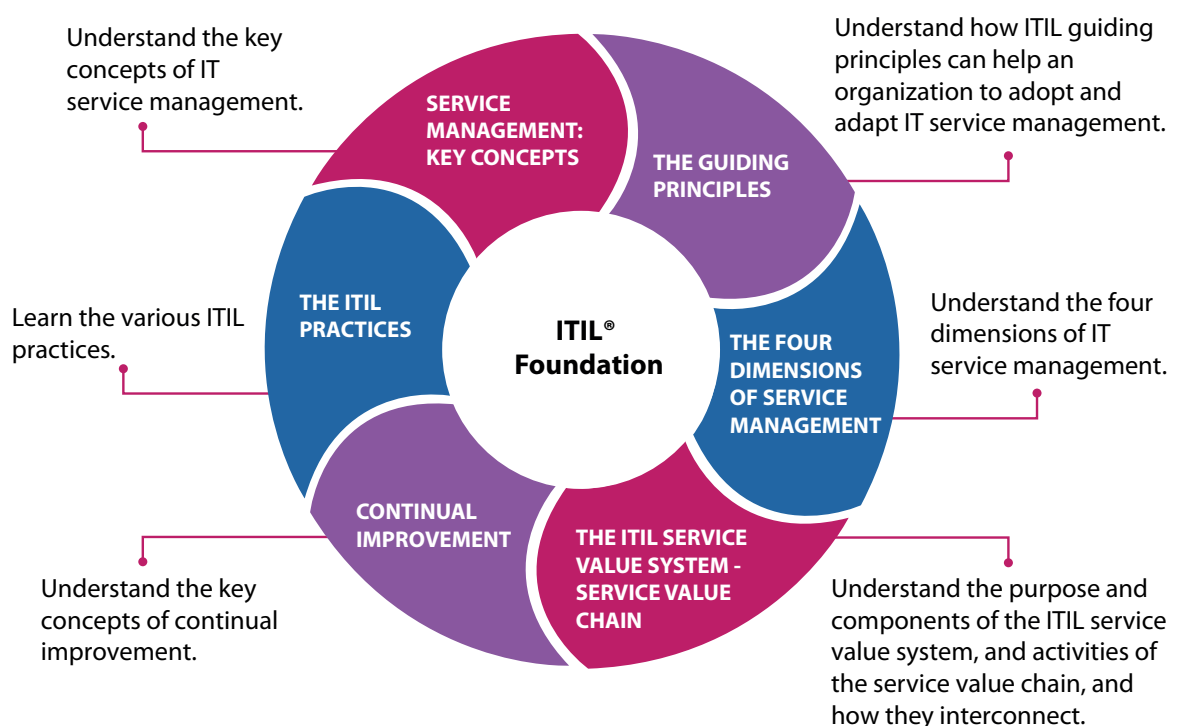 Understand the key
concepts of IT
service management.
Understand how ITIL guiding
principles can help an
organization to adopt and
adapt IT service management.
SERVICE
MANAGEMENT:
KEY CONCEPTS
THE GUIDING
PRINCIPLES
Learn the various ITIL
practices.
THE ITIL
PRACTICES
ITIL®
Foundation
THE FOUR
DIMENSIONS
OF SERVICE
MANAGEMENT
Understand the four
dimensions of IT
service management.
CONTINUAL
IMPROVEMENT
THE ITIL SERVICE
VALUE SYSTEM -
SERVICE VALUE
CHAIN
Understand the key
concepts of continual
improvement.
Understand the purpose and
components of the ITIL service
value system, and activities of
the service value chain, and
how they interconnect.